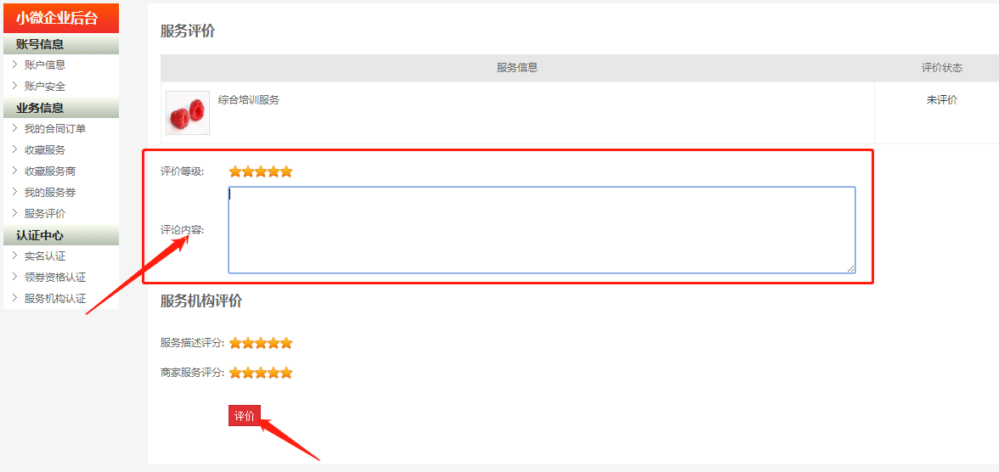 小微企业后台
账号信息
账户信息
账户安全
业务信息
我的合同订单
收藏服务
收藏服务商
我的服务券
服务评价
认证中心
实名认证
领券资格认证
服务机构认证
服务评价
服务信息 评价状态
综合培训服务 未评价
评价等级:
评论内容:
服务机构评价
服务描述评分:
商家服务评分:
评价